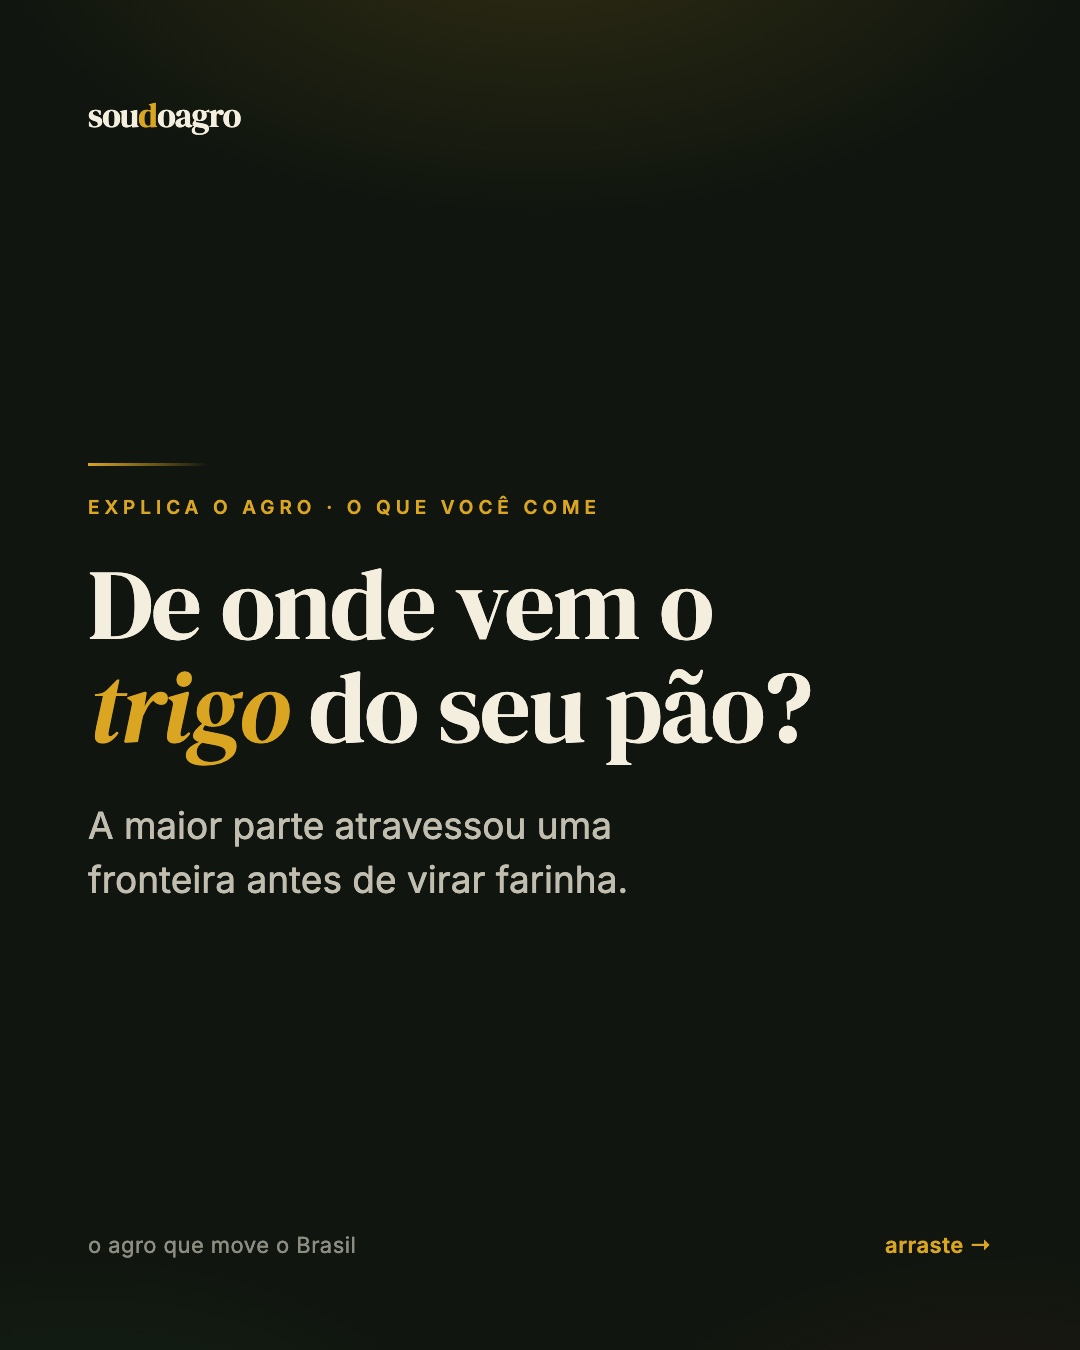 soudoagro
EXPLICA O AGRO · O QUE VOCÊ COME
De onde vem o
trigo do seu pão?
A maior parte atravessou uma
fronteira antes de virar farinha.
o agro que move o Brasil
arraste →